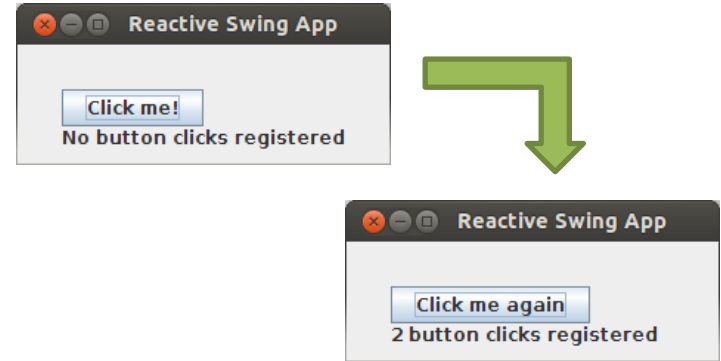 Reactive Swing App
Click me!
No button clicks registered
Reactive Swing App
Click me again
2 button clicks registered